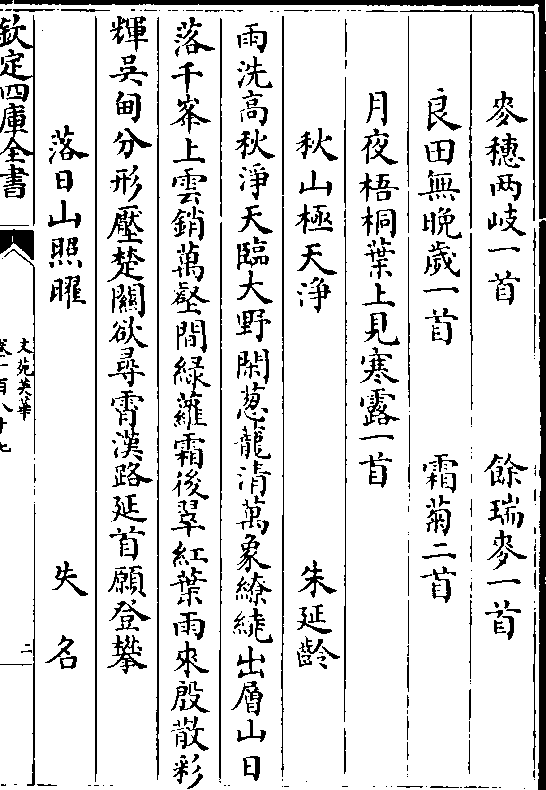 麥穗两岐一首　餘瑞麥一首
良田無晚歲一首　霜菊二首
月夜梧桐葉上見寒露一首
秋山極天淨　朱延齡
雨洗高秋淨天臨大野閑葱蘢清萬象繚繞出層山日
落千峯上雲銷萬壑間綠蘿霜後翠紅葉雨來殷散彩
輝吳甸分形壓楚關欲尋霄漢路延首願登攀
落日山照曜　失名
欽定四庫全書
文苑英華
卷一百八十七
二